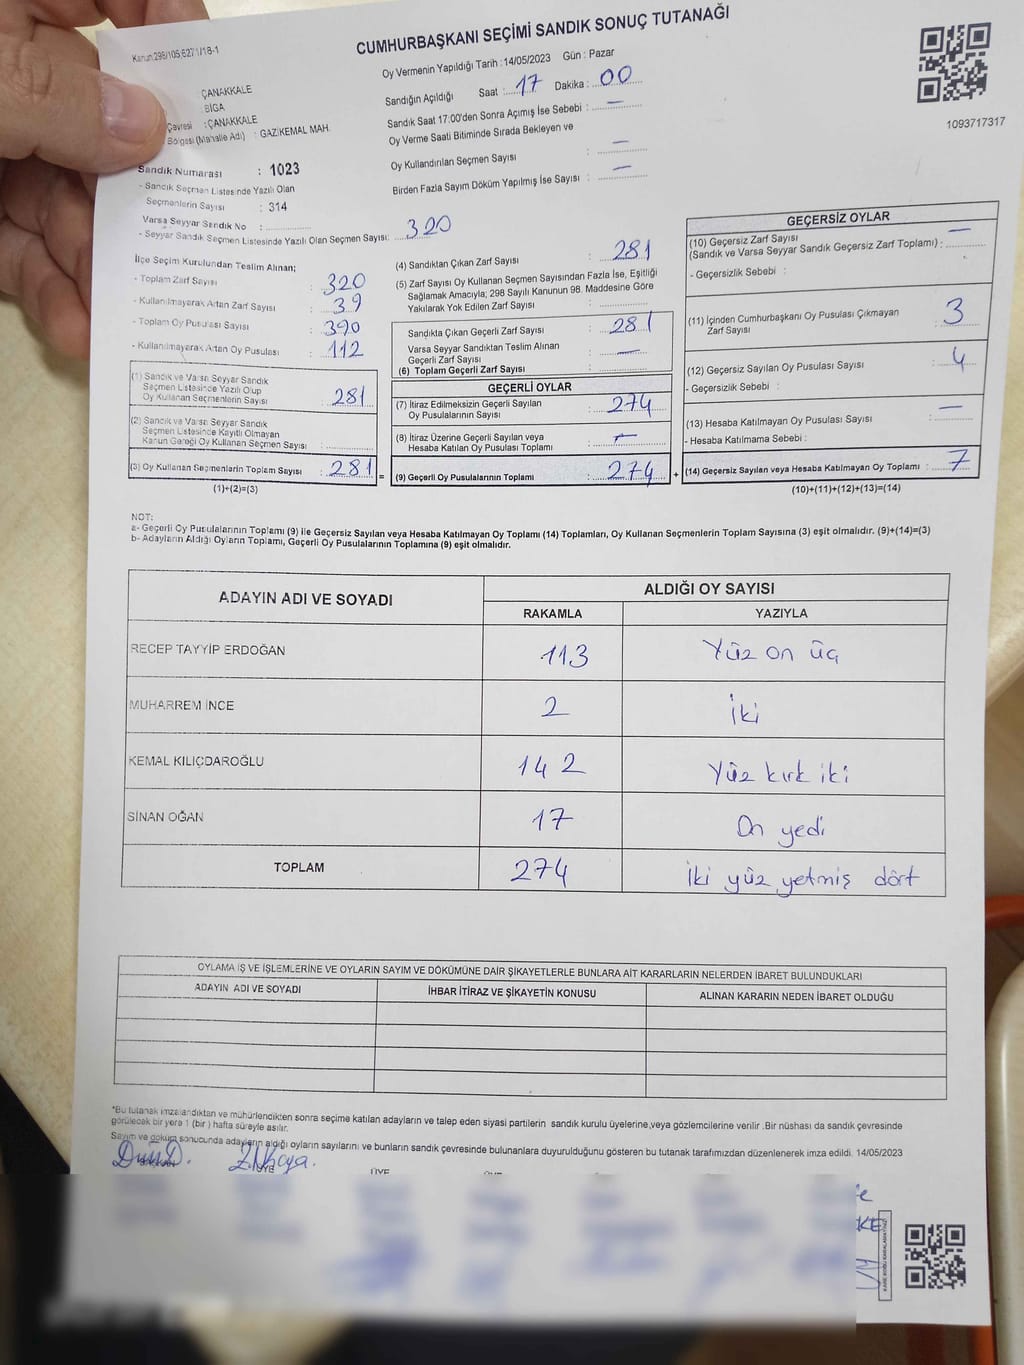 Kanun:298/105,6271/18-1
CUMHURBAŞKANI SEÇİMİ SANDIK SONUÇ TUTANAĞI
Oy Vermenin Yapıldığı Tarih : 14/05/2023 Gün : Pazar
ÇANAKKALE
BİGA
Çevresi : ÇANAKKALE
Bölgesi (Mahalle Adı) : GAZİKEMAL MAH.
Sandığın Açıldığı Saat : 17 Dakika : 00
Sandık Saat 17:00'den Sonra Açımış İse Sebebi : —
Oy Verme Saati Bitiminde Sırada Bekleyen ve
Oy Kullandırılan Seçmen Sayısı : —
Birden Fazla Sayım Döküm Yapılmış İse Sayısı : —
1093717317
Sandık Numarası : 1023
- Sandık Seçmen Listesinde Yazılı Olan
Seçmenlerin Sayısı : 314
Varsa Seyyar Sandık No :
- Seyyar Sandık Seçmen Listesinde Yazılı Olan Seçmen Sayısı: 320
İlçe Seçim Kurulundan Teslim Alınan;
- Toplam Zarf Sayısı : 320
- Kullanılmayarak Artan Zarf Sayısı : 39
- Toplam Oy Pusulası Sayısı : 390
- Kullanılmayarak Artan Oy Pusulası : 112
(1) Sandık ve Varsa Seyyar Sandık
Seçmen Listesinde Yazılı Olup
Oy Kullanan Seçmenlerin Sayısı : 281
(2) Sandık ve Varsa Seyyar Sandık
Seçmen Listesinde Kayıtlı Olmayan
Kanun Gereği Oy Kullanan Seçmen Sayısı :
(3) Oy Kullanan Seçmenlerin Toplam Sayısı : 281 =
(1)+(2)=(3)
(4) Sandıktan Çıkan Zarf Sayısı : 281
(5) Zarf Sayısı Oy Kullanan Seçmen Sayısından Fazla İse, Eşitliği
Sağlamak Amacıyla; 298 Sayılı Kanunun 98. Maddesine Göre
Yakılarak Yok Edilen Zarf Sayısı :
Sandıkta Çıkan Geçerli Zarf Sayısı : 281
Varsa Seyyar Sandıktan Teslim Alınan
Geçerli Zarf Sayısı : —
(6) Toplam Geçerli Zarf Sayısı :
GEÇERLİ OYLAR
(7) İtiraz Edilmeksizin Geçerli Sayılan
Oy Pusulalarının Sayısı : 274
(8) İtiraz Üzerine Geçerli Sayılan veya
Hesaba Katılan Oy Pusulası Toplamı : —
(9) Geçerli Oy Pusulalarının Toplamı : 274 +
GEÇERSİZ OYLAR
(10) Geçersiz Zarf Sayısı
(Sandık ve Varsa Seyyar Sandık Geçersiz Zarf Toplamı) : —
- Geçersizlik Sebebi :
(11) İçinden Cumhurbaşkanı Oy Pusulası Çıkmayan
Zarf Sayısı : 3
(12) Geçersiz Sayılan Oy Pusulası Sayısı : 4
- Geçersizlik Sebebi :
(13) Hesaba Katılmayan Oy Pusulası Sayısı : —
- Hesaba Katılmama Sebebi :
(14) Geçersiz Sayılan veya Hesaba Katılmayan Oy Toplamı : 7
(10)+(11)+(12)+(13)=(14)
NOT:
a- Geçerli Oy Pusulalarının Toplamı (9) ile Geçersiz Sayılan veya Hesaba Katılmayan Oy Toplamı (14) Toplamları, Oy Kullanan Seçmenlerin Toplam Sayısına (3) eşit olmalıdır. (9)+(14)=(3)
b- Adayların Aldığı Oyların Toplamı, Geçerli Oy Pusulalarının Toplamına (9) eşit olmalıdır.
ADAYIN ADI VE SOYADI ALDIĞI OY SAYISI
RAKAMLA YAZIYLA
RECEP TAYYİP ERDOĞAN 113 Yüz on üç
MUHARREM İNCE 2 İki
KEMAL KILIÇDAROĞLU 142 Yüz kırk iki
SİNAN OĞAN 17 On yedi
TOPLAM 274 İki yüz yetmiş dört
OYLAMA İŞ VE İŞLEMLERİNE VE OYLARIN SAYIM VE DÖKÜMÜNE DAİR ŞİKAYETLERLE BUNLARA AİT KARARLARIN NELERDEN İBARET BULUNDUKLARI
ADAYIN ADI VE SOYADI İHBAR İTİRAZ VE ŞİKAYETİN KONUSU ALINAN KARARIN NEDEN İBARET OLDUĞU
*Bu tutanak imzalandıktan ve mühürlendikten sonra seçime katılan adayların ve talep eden siyasi partilerin sandık kurulu üyelerine,veya gözlemcilerine verilir .Bir nüshası da sandık çevresinde
görülecek bir yere 1 (bir ) hafta süreyle asılır.
Sayım ve döküm sonucunda adayların aldığı oyların sayılarını ve bunların sandık çevresinde bulunanlara duyurulduğunu gösteren bu tutanak tarafımızdan düzenlenerek imza edildi. 14/05/2023
ÜYE ÜYE